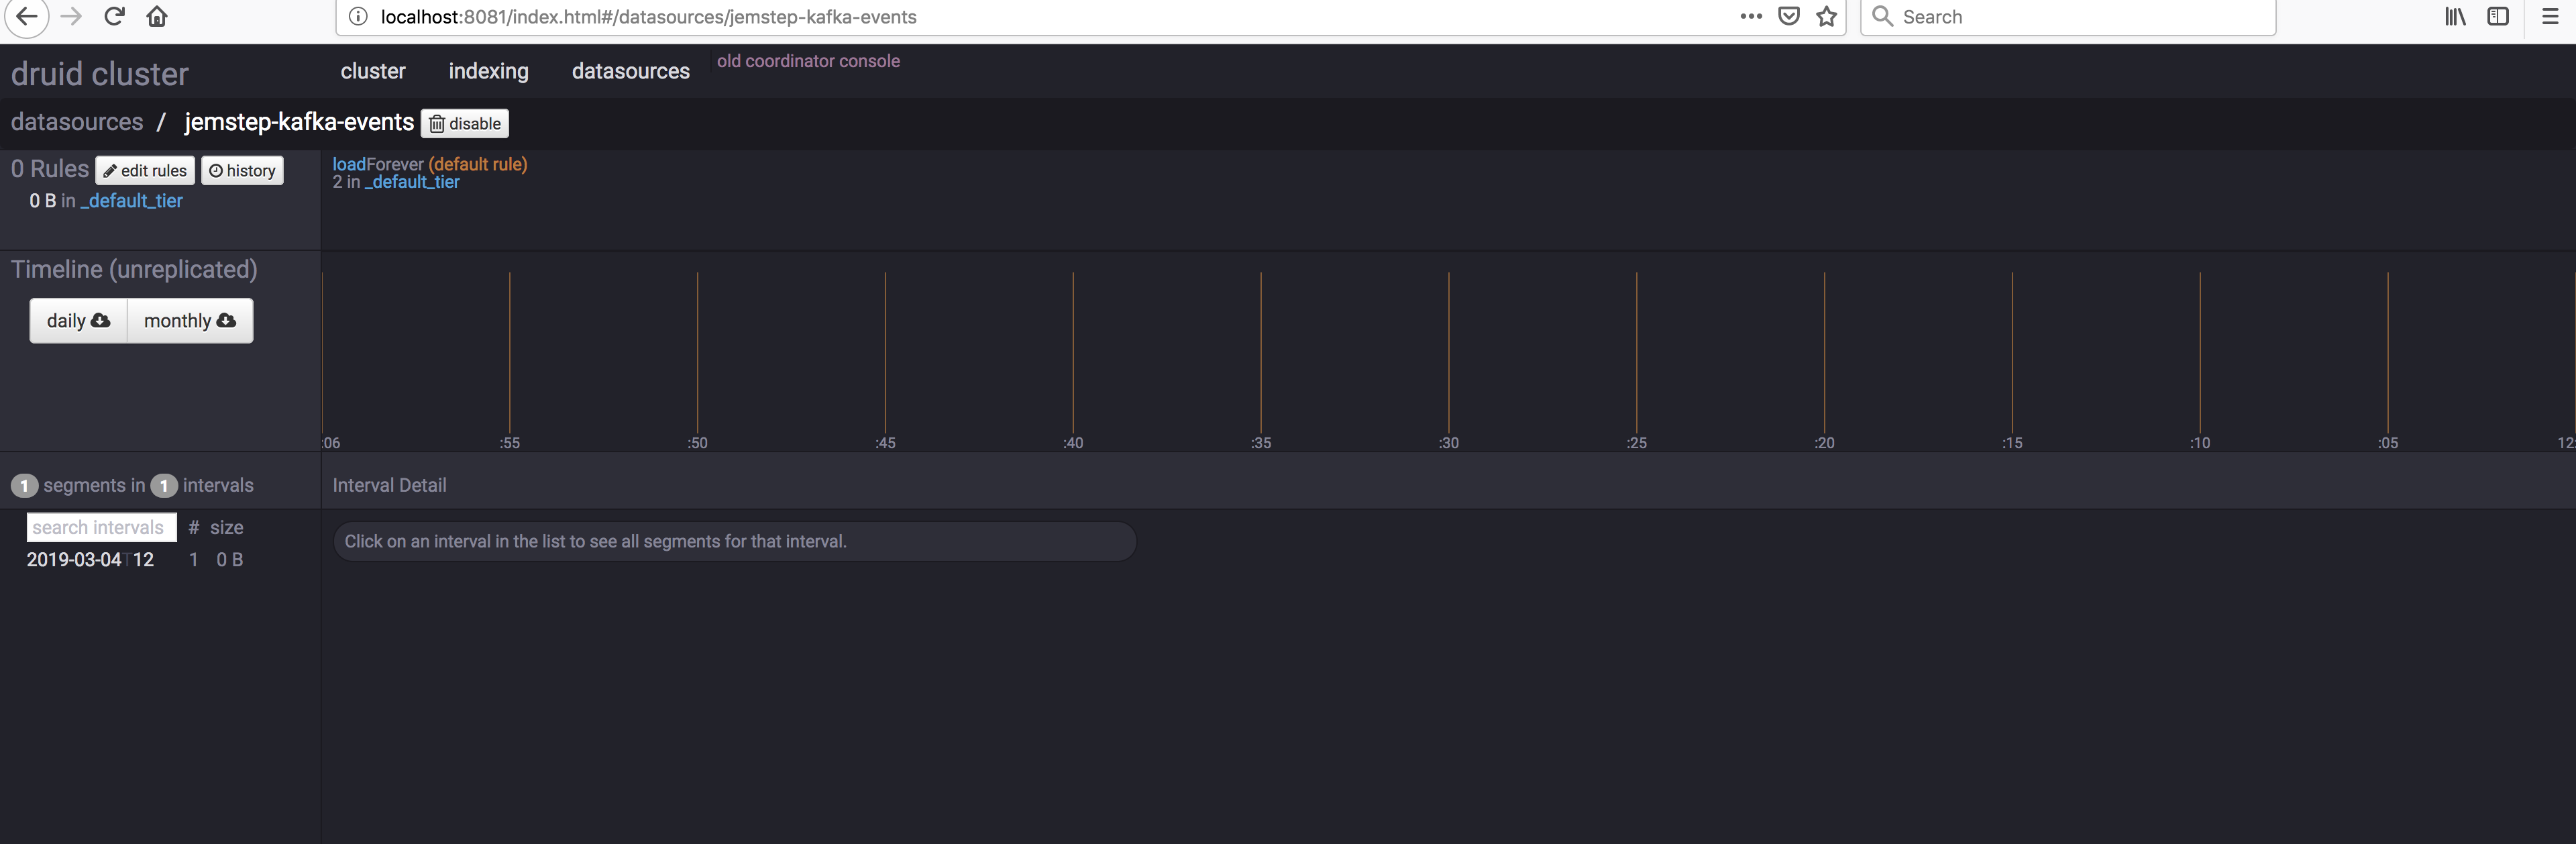 localhost:8081/index.html#/datasources/jemstep-kafka-events
Search
druid cluster
cluster
indexing
datasources
old coordinator console
datasources / jemstep-kafka-events disable
0 Rules edit rules history
0 B in _default_tier
loadForever (default rule)
2 in _default_tier
Timeline (unreplicated)
daily monthly
:06 :55 :50 :45 :40 :35 :30 :25 :20 :15 :10 :05 12:
1 segments in 1 intervals
Interval Detail
search intervals # size
2019-03-04T12 1 0 B
Click on an interval in the list to see all segments for that interval.